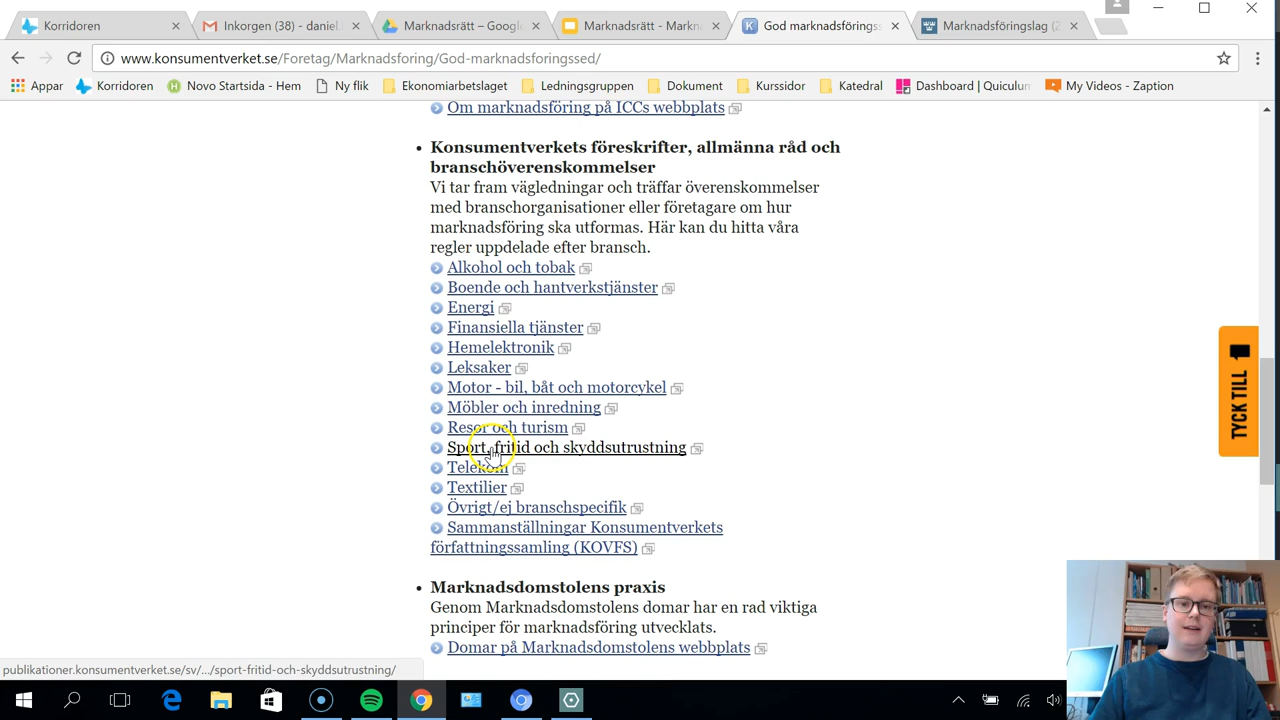 Korridoren
Inkorgen (38) - daniel.
Marknadsrätt – Google
Marknadsrätt - Markn
God marknadsföringss
Marknadsföringslag (2
www.konsumentverket.se/Foretag/Marknadsforing/God-marknadsforingssed/
Appar
Korridoren
Novo Startsida - Hem
Ny flik
Ekonomiarbetslaget
Ledningsgruppen
Dokument
Kurssidor
Katedral
Dashboard | Quiculum
My Videos - Zaption
Om marknadsföring på ICCs webbplats
Konsumentverkets föreskrifter, allmänna råd och
branschöverenskommelser
Vi tar fram vägledningar och träffar överenskommelser
med branschorganisationer eller företagare om hur
marknadsföring ska utformas. Här kan du hitta våra
regler uppdelade efter bransch.
Alkohol och tobak
Boende och hantverkstjänster
Energi
Finansiella tjänster
Hemelektronik
Leksaker
Motor - bil, båt och motorcykel
Möbler och inredning
Resor och turism
Sport, fritid och skyddsutrustning
Telekom
Textilier
Övrigt/ej branschspecifik
Sammanställningar Konsumentverkets
författningssamling (KOVFS)
Marknadsdomstolens praxis
Genom Marknadsdomstolens domar har en rad viktiga
principer för marknadsföring utvecklats.
Domar på Marknadsdomstolens webbplats
TYCK TILL
publikationer.konsumentverket.se/sv/.../sport-fritid-och-skyddsutrustning/